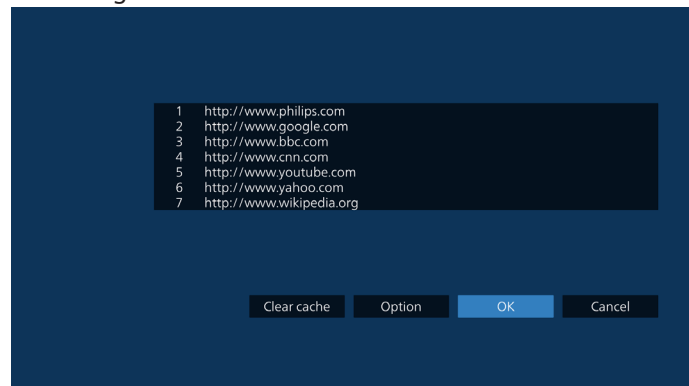 1 http://www.philips.com
2 http://www.google.com
3 http://www.bbc.com
4 http://www.cnn.com
5 http://www.youtube.com
6 http://www.yahoo.com
7 http://www.wikipedia.org
Clear cache Option OK Cancel